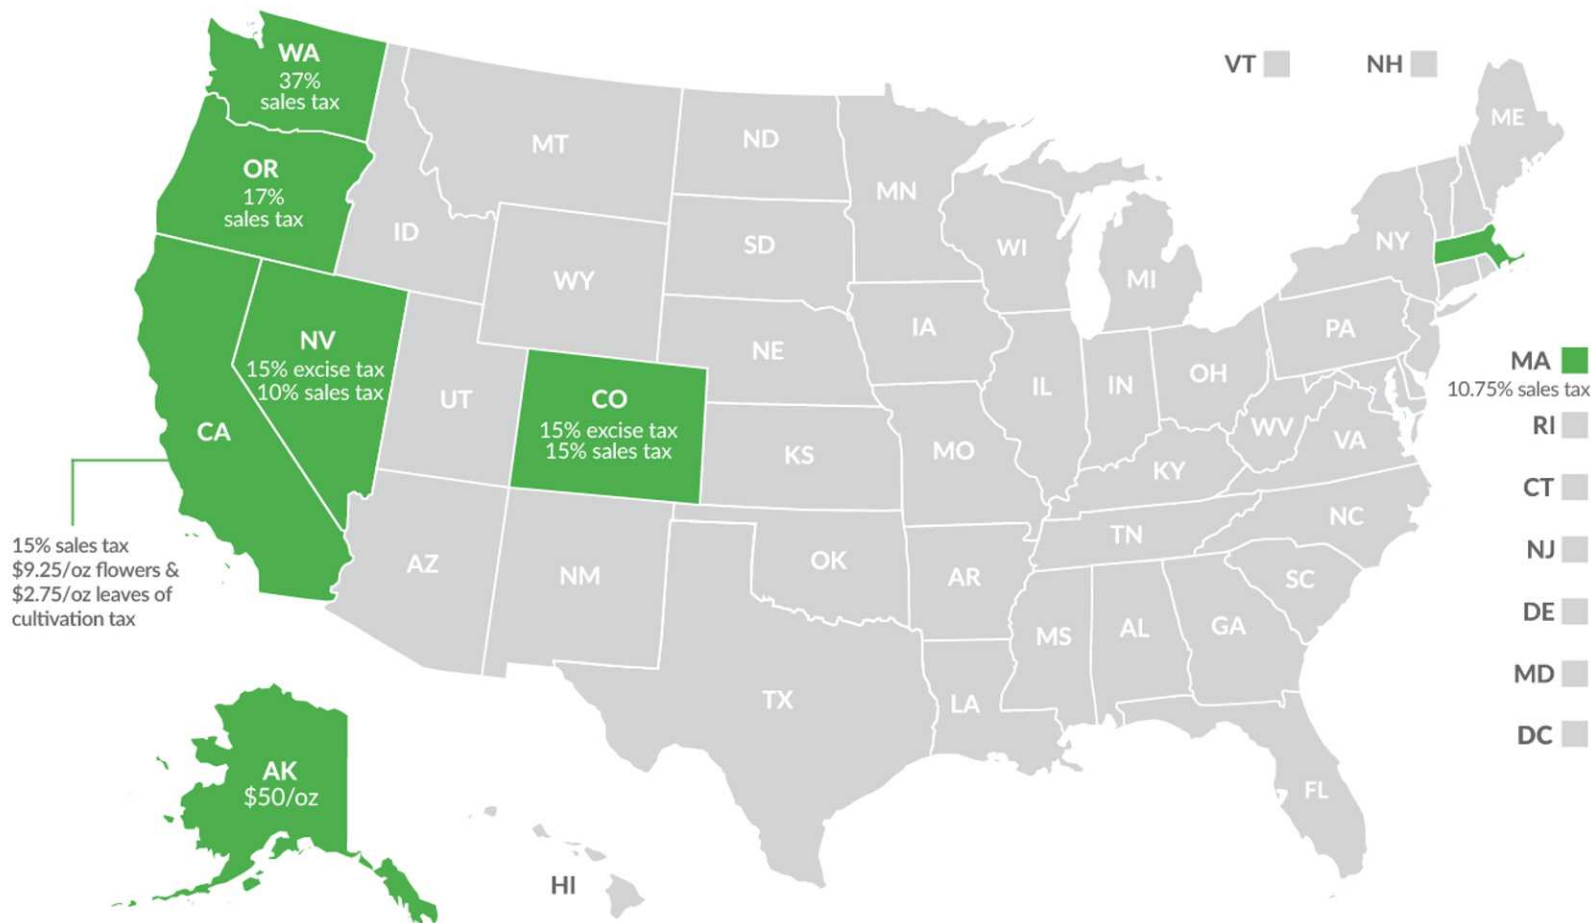 WA
37%
sales tax
VT
NH
ME
OR
17%
sales tax
MT
ND
MN
ID
WY
SD
WI
MI
NY
NV
15% excise tax
10% sales tax
UT
CO
15% excise tax
15% sales tax
NE
IA
IL
IN
OH
PA
MA
10.75% sales tax
CA
KS
MO
KY
WV
VA
RI
CT
15% sales tax
$9.25/oz flowers &
$2.75/oz leaves of
cultivation tax
AZ
NM
OK
AR
TN
NC
NJ
SC
DE
MS
AL
GA
MD
TX
LA
DC
AK
$50/oz
FL
HI